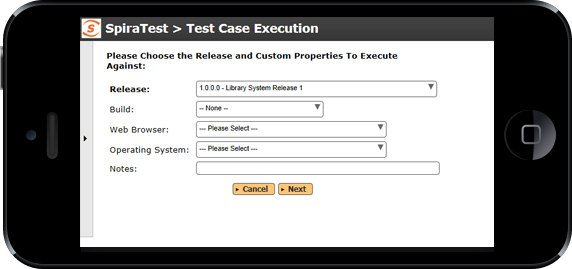 SpiraTest > Test Case Execution
Please Choose the Release and Custom Properties To Execute
Against:
Release: 1.0.0.0 - Library System Release 1
Build: -- None --
Web Browser: --- Please Select ---
Operating System: --- Please Select ---
Notes:
Cancel Next